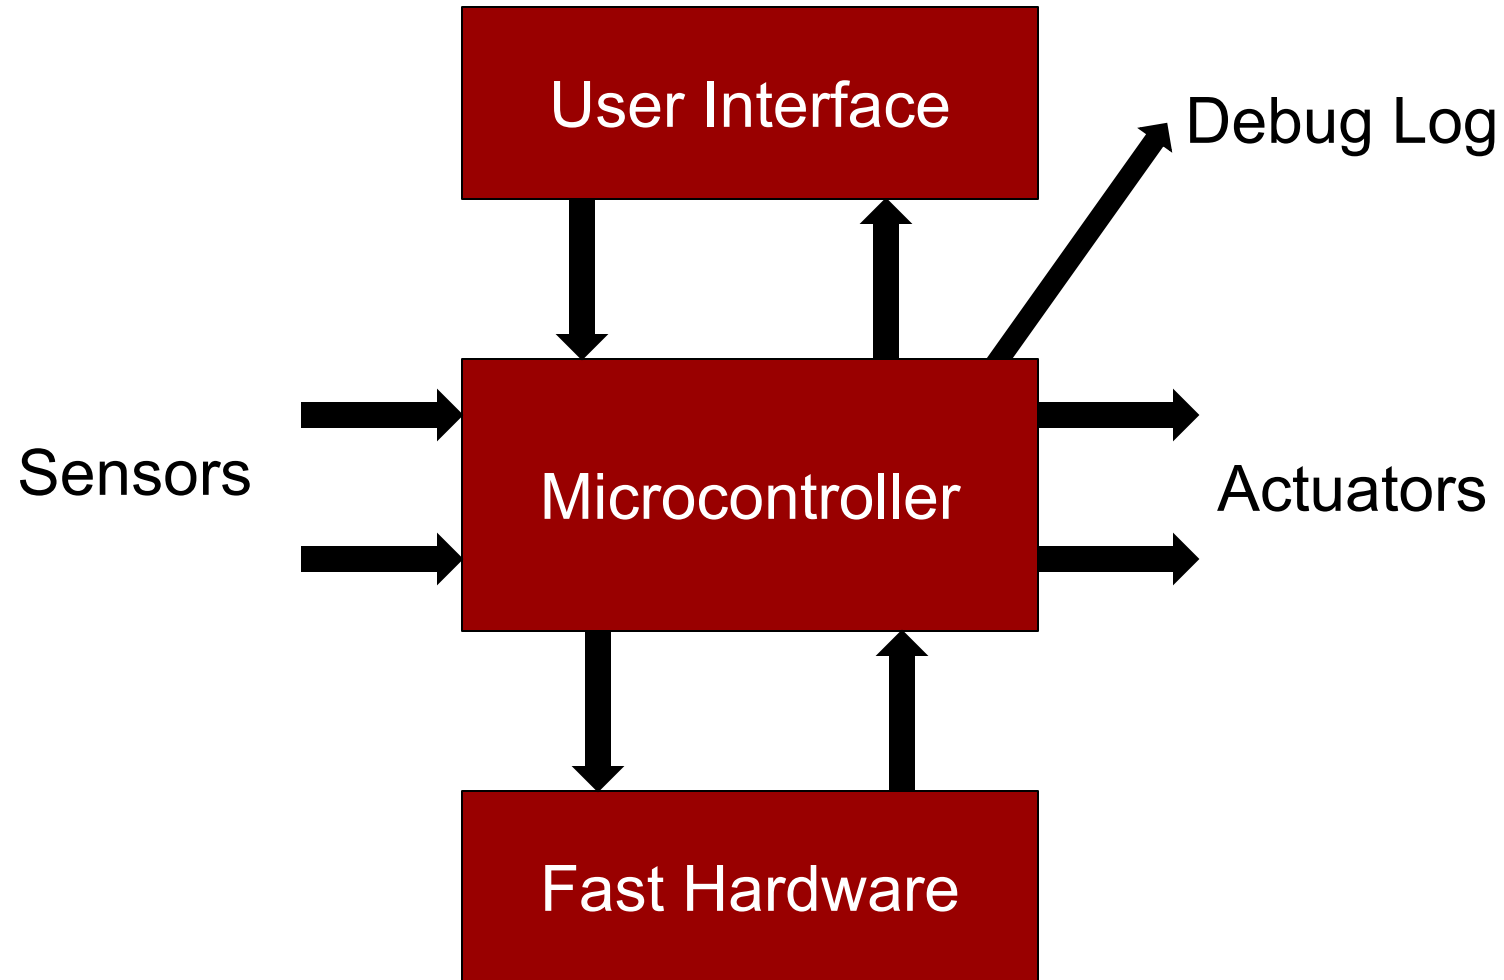 User Interface
Debug Log
Sensors
Microcontroller
Actuators
Fast Hardware